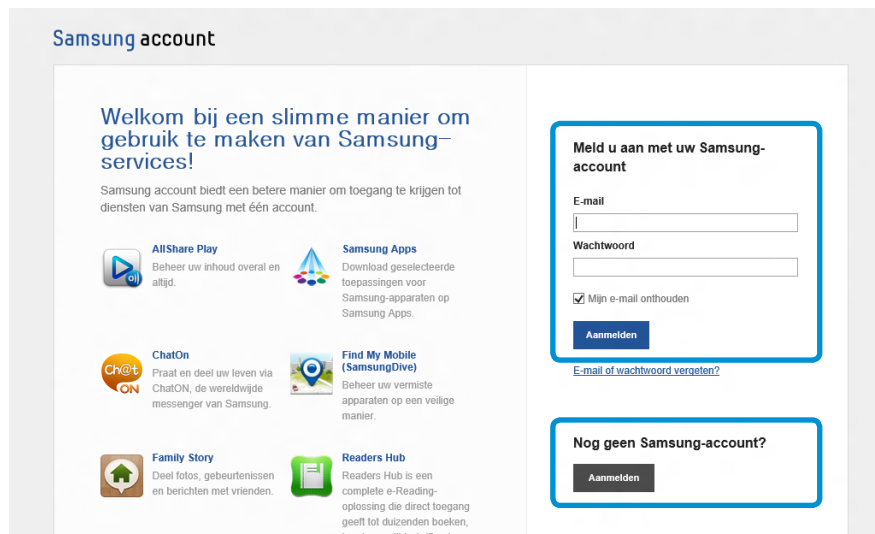 Samsung account
Welkom bij een slimme manier om
gebruik te maken van Samsung-
services!
Samsung account biedt een betere manier om toegang te krijgen tot
diensten van Samsung met één account.
AllShare Play
Beheer uw inhoud overal en
altijd.
Samsung Apps
Download geselecteerde
toepassingen voor
Samsung-apparaten op
Samsung Apps.
Ch@t
ON
ChatOn
Praat en deel uw leven via
ChatON, de wereldwijde
messenger van Samsung.
Find My Mobile
(SamsungDive)
Beheer uw vermiste
apparaten op een veilige
manier.
Family Story
Deel fotos, gebeurtenissen
en berichten met vrienden.
Readers Hub
Readers Hub is een
complete e-Reading-
oplossing die direct toegang
geeft tot duizenden boeken,
Meld u aan met uw Samsung-
account
E-mail
Wachtwoord
Mijn e-mail onthouden
Aanmelden
E-mail of wachtwoord vergeten?
Nog geen Samsung-account?
Aanmelden